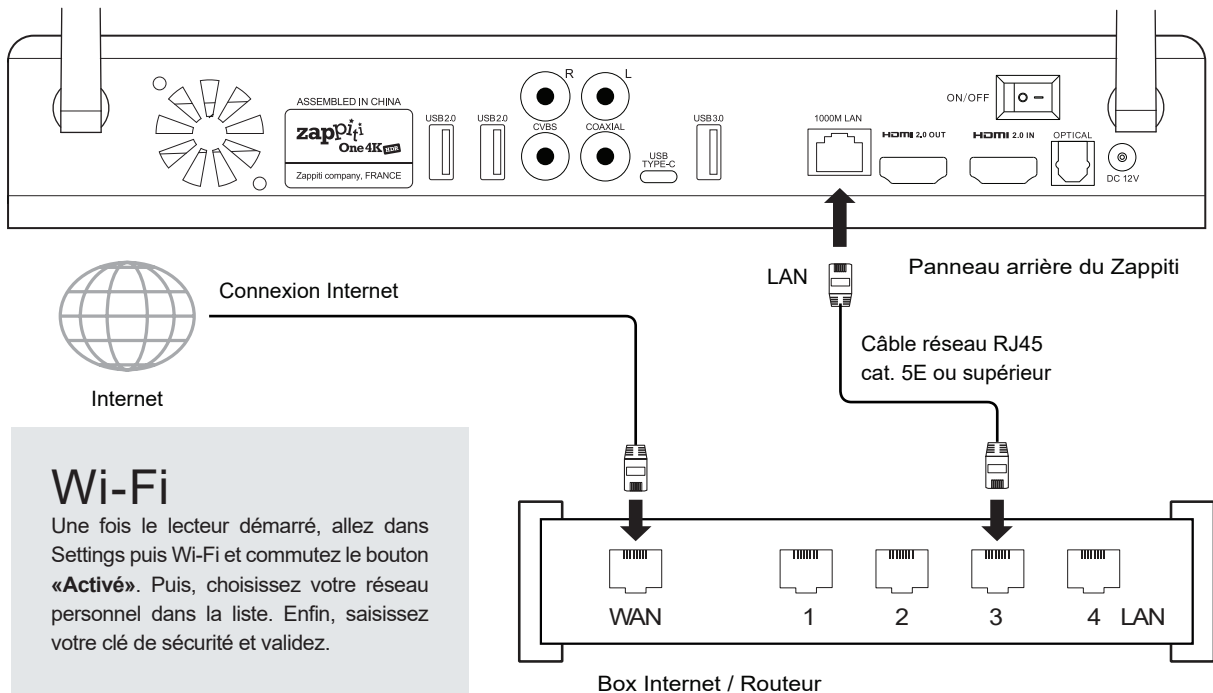 ASSEMBLED IN CHINA
zappiti
One 4K HDR
Zappiti company, FRANCE
USB 2.0
USB 2.0
R
L
CVBS
COAXIAL
USB
TYPE-C
USB 3.0
1000M LAN
HDMI 2.0 OUT
ON/OFF
HDMI 2.0 IN
OPTICAL
DC 12V
LAN
Panneau arrière du Zappiti
Connexion Internet
Câble réseau RJ45
cat. 5E ou supérieur
Internet
Wi-Fi
Une fois le lecteur démarré, allez dans
Settings puis Wi-Fi et commutez le bouton
«Activé». Puis, choisissez votre réseau
personnel dans la liste. Enfin, saisissez
votre clé de sécurité et validez.
WAN
1
2
3
4
LAN
Box Internet / Routeur